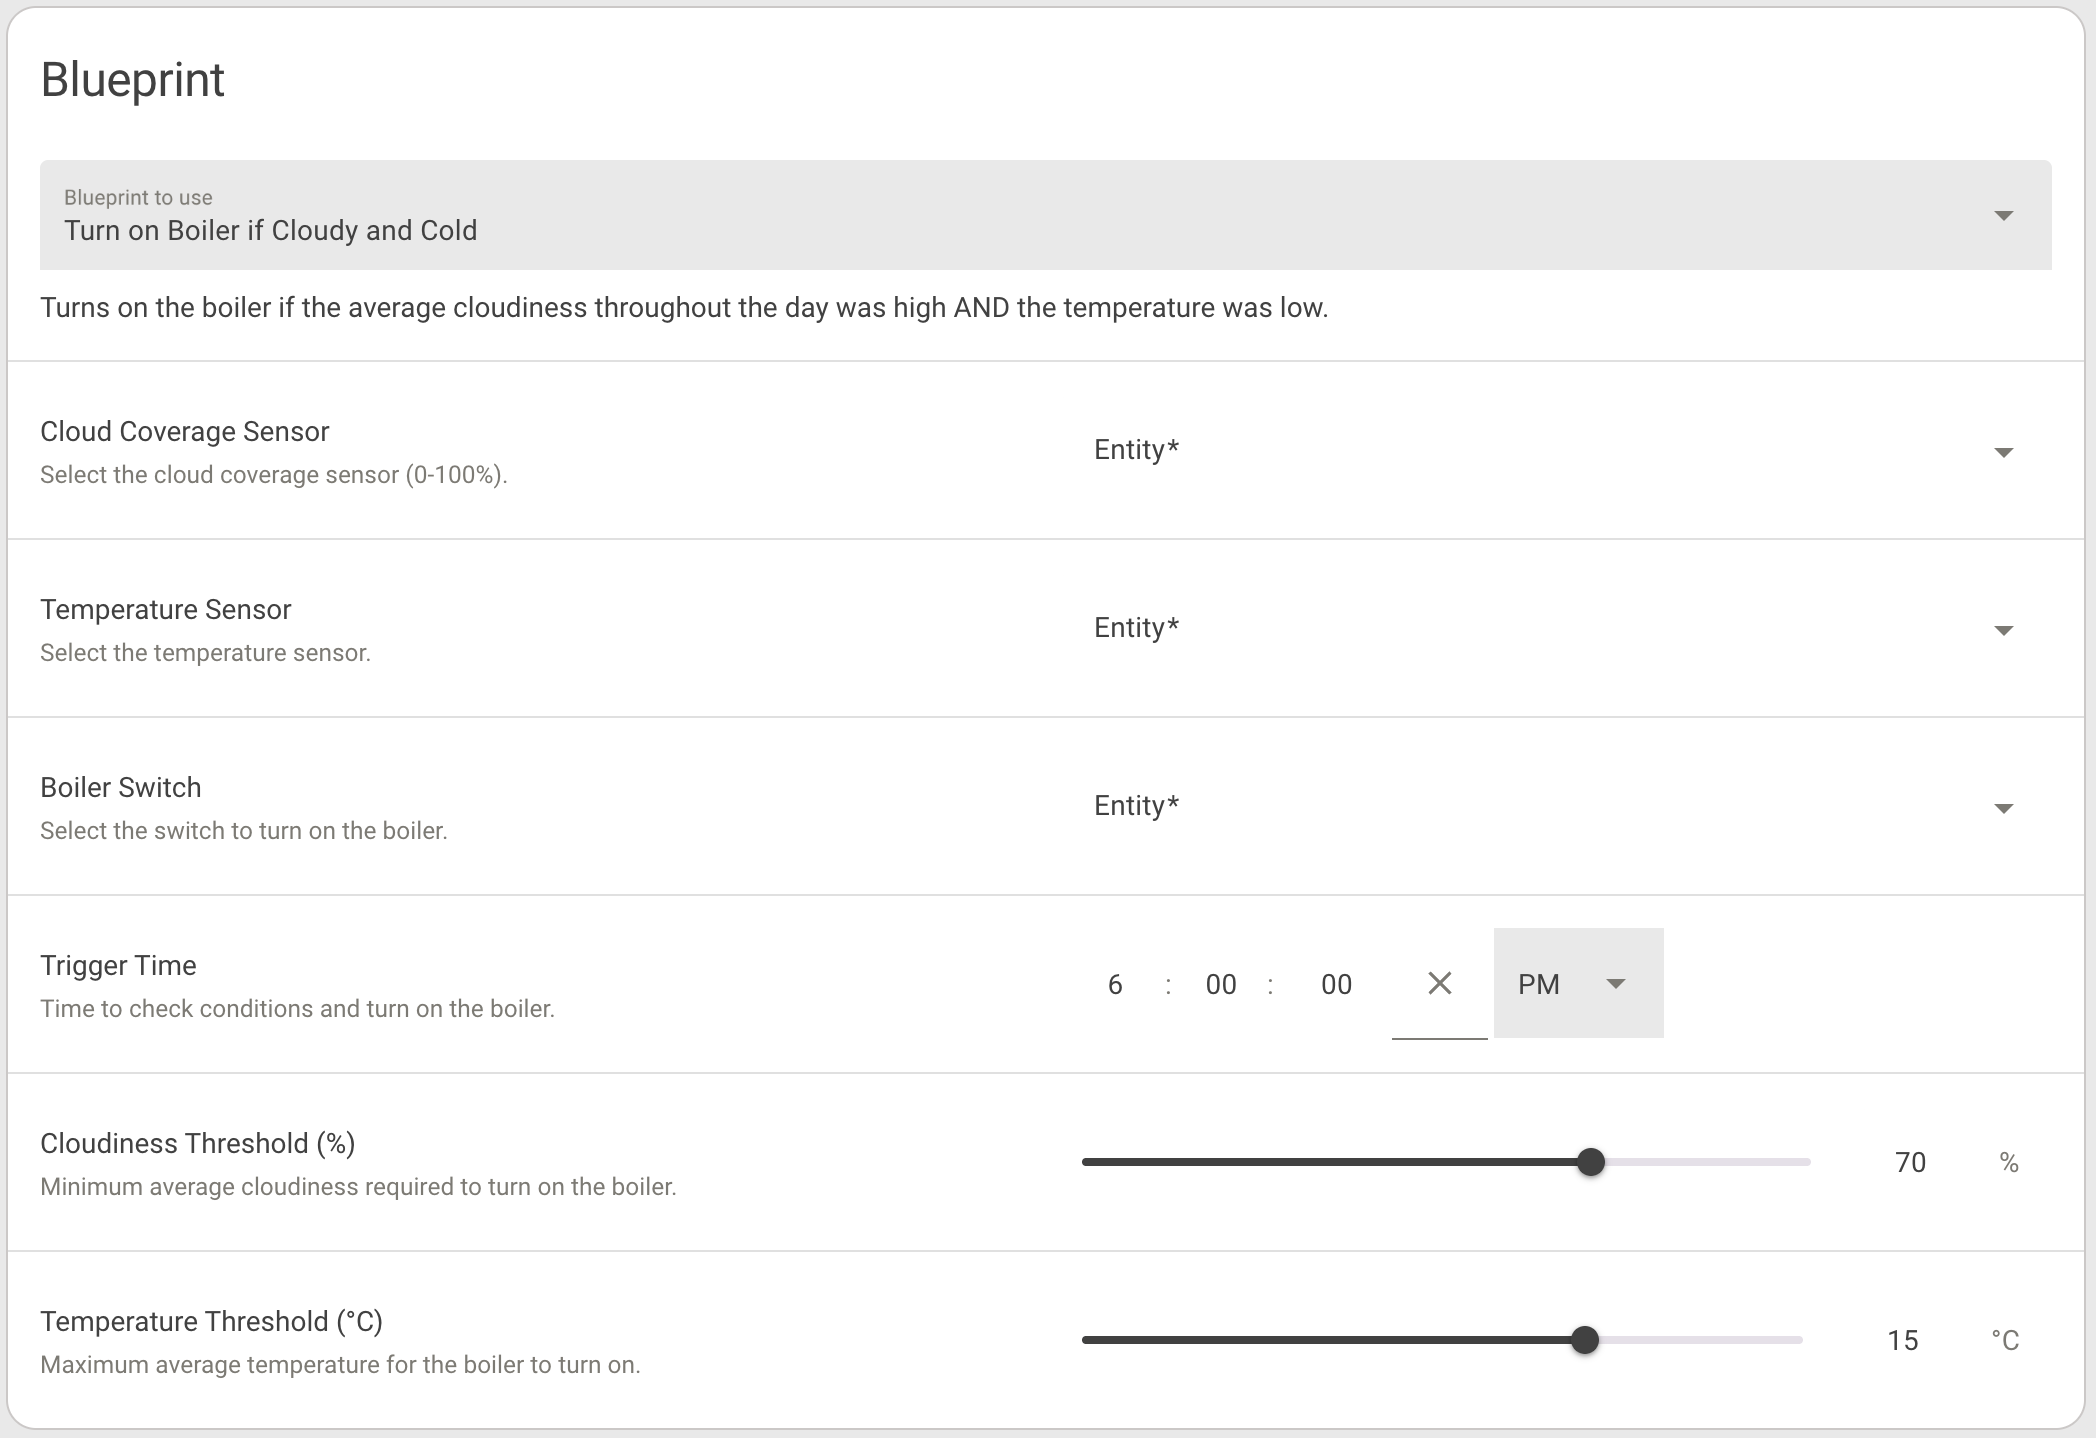 Blueprint
Blueprint to use
Turn on Boiler if Cloudy and Cold
Turns on the boiler if the average cloudiness throughout the day was high AND the temperature was low.
Cloud Coverage Sensor
Select the cloud coverage sensor (0-100%).
Entity*
Temperature Sensor
Select the temperature sensor.
Entity*
Boiler Switch
Select the switch to turn on the boiler.
Entity*
Trigger Time
Time to check conditions and turn on the boiler.
6 : 00 : 00 PM
Cloudiness Threshold (%)
Minimum average cloudiness required to turn on the boiler.
70 %
Temperature Threshold (°C)
Maximum average temperature for the boiler to turn on.
15 °C